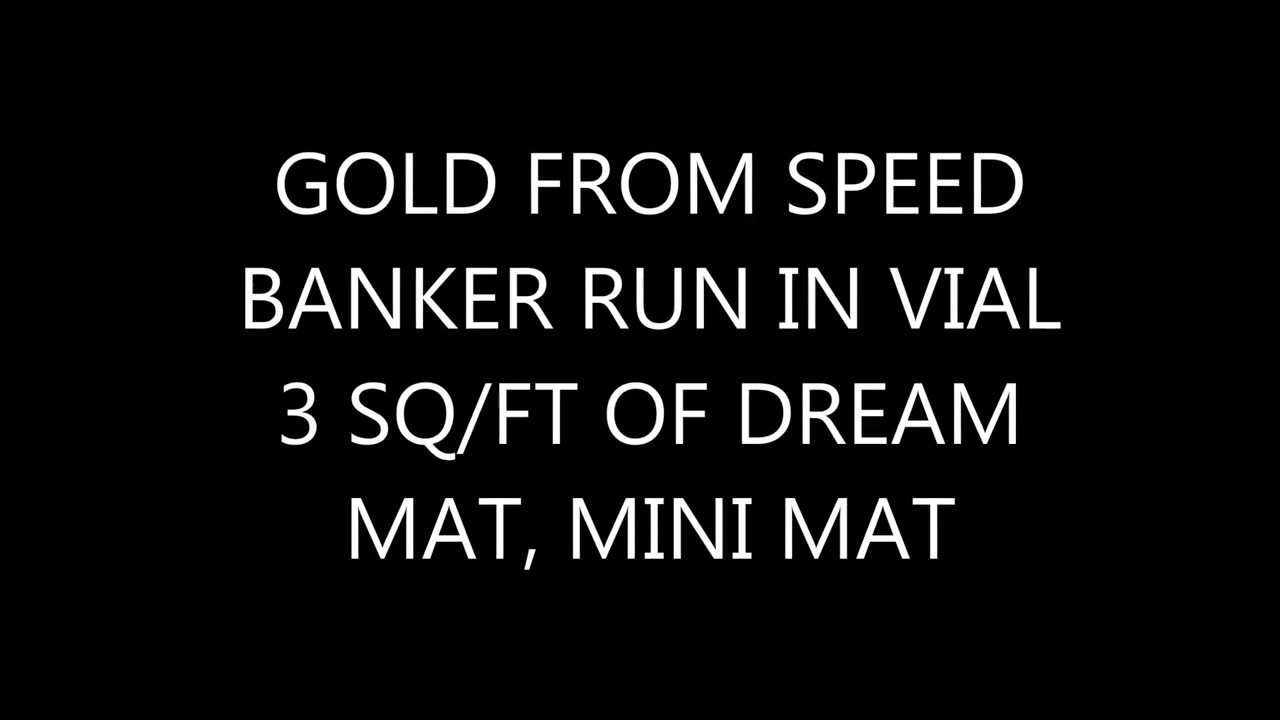 GOLD FROM SPEED
BANKER RUN IN VIAL
3 SQ/FT OF DREAM
MAT, MINI MAT